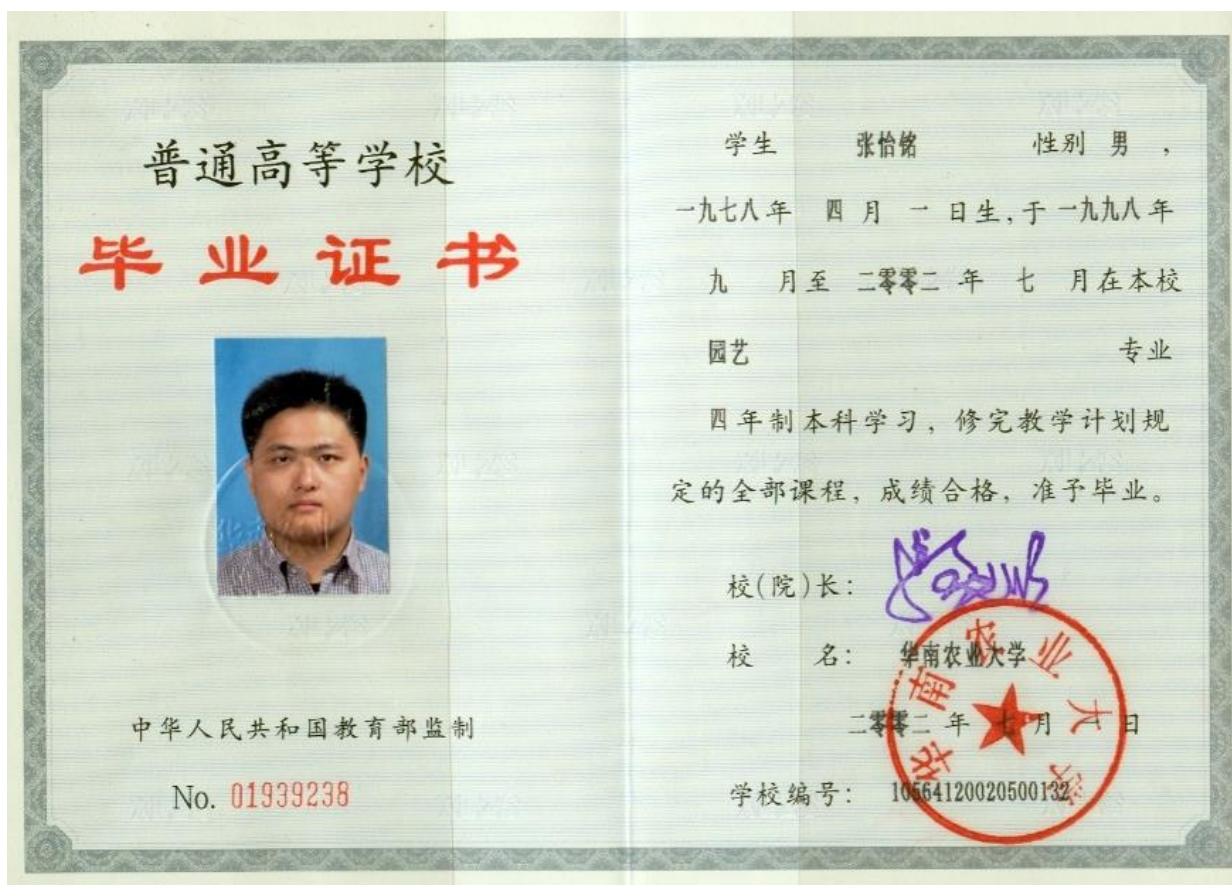 普通高等学校
毕业证书
中华人民共和国教育部监制
No. 01939238
学生 张恰铭 性别 男 ,
一九七八年 四 月 一 日生,于一九九八年
九 月至 二零零二 年 七 月在本校
园艺 专业
四年制本科学习,修完教学计划规
定的全部课程,成绩合格,准予毕业。
校(院)长:
校 名: 华南农业大学
二零零二 年 七 月 日
学校编号: 10564120020500132
华南农业大学